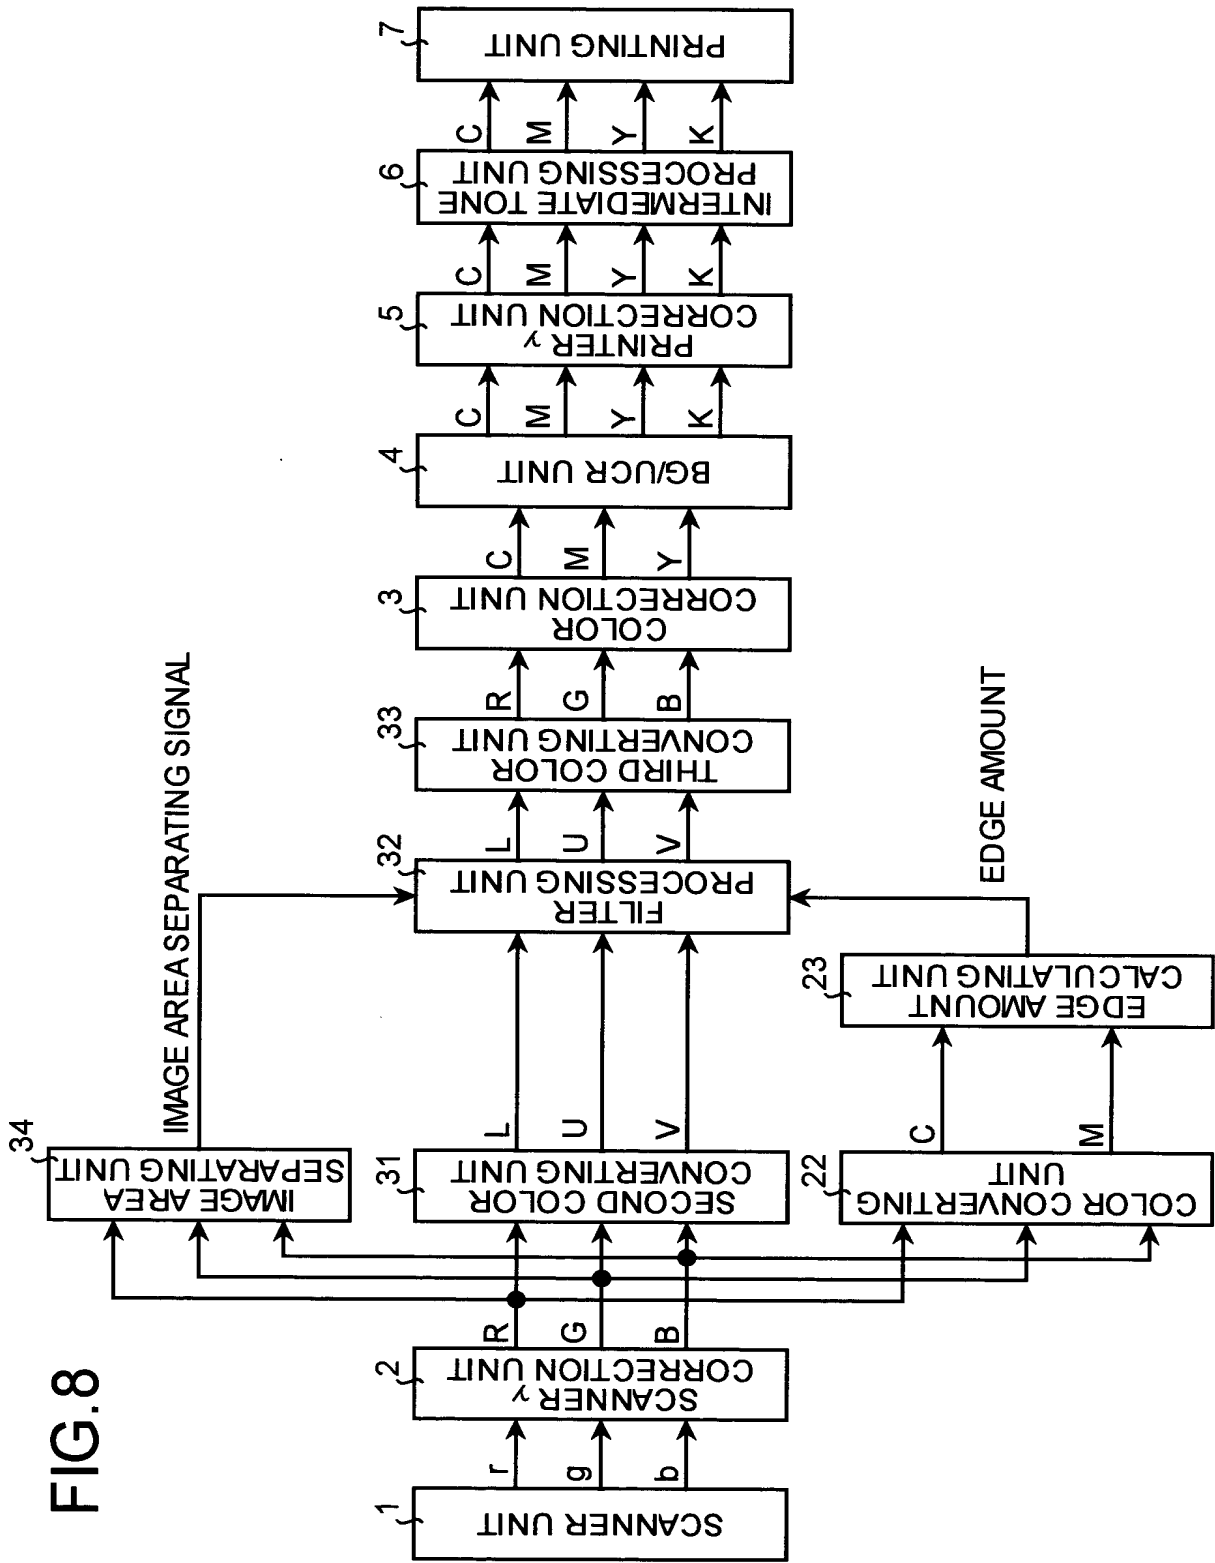 FIG.8
1
SCANNER UNIT
r
g
b
2
SCANNER γ
CORRECTION UNIT
R
G
B
34
IMAGE AREA
SEPARATING UNIT
IMAGE AREA SEPARATING SIGNAL
31
SECOND COLOR
CONVERTING UNIT
L
U
V
22
COLOR CONVERTING
UNIT
C
M
23
EDGE AMOUNT
CALCULATING UNIT
EDGE AMOUNT
32
FILTER
PROCESSING UNIT
L
U
V
33
THIRD COLOR
CONVERTING UNIT
R
G
B
3
COLOR
CORRECTION UNIT
C
M
Y
4
BG/UCR UNIT
C
M
Y
K
5
PRINTER γ
CORRECTION UNIT
C
M
Y
K
6
INTERMEDIATE TONE
PROCESSING UNIT
C
M
Y
K
7
PRINTING UNIT